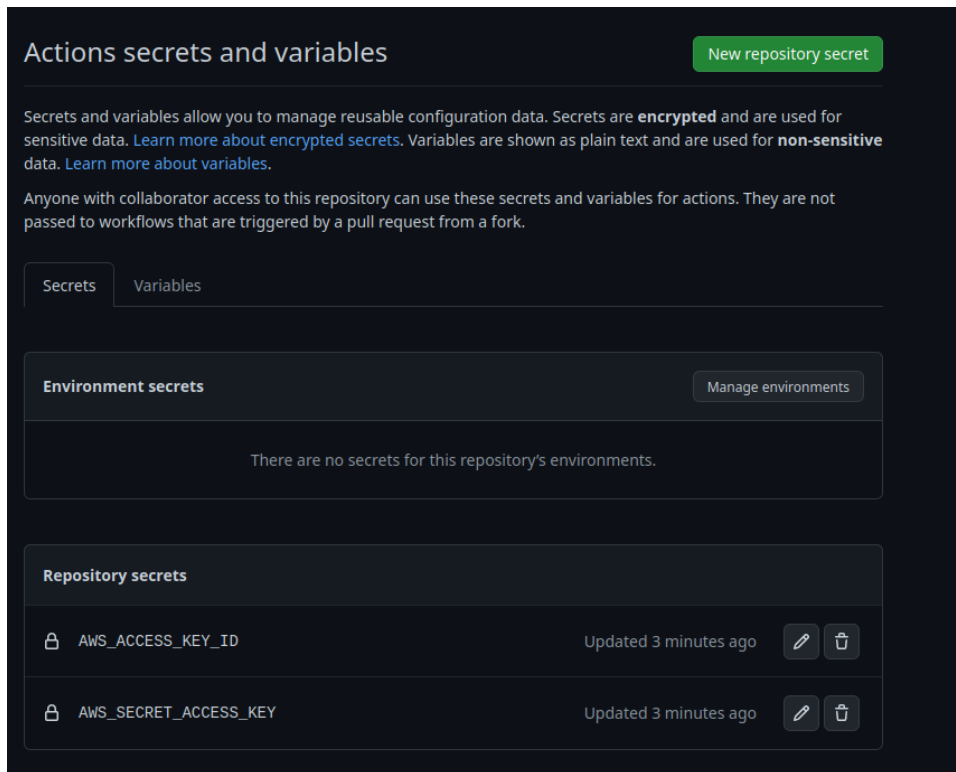 Actions secrets and variables
New repository secret
Secrets and variables allow you to manage reusable configuration data. Secrets are encrypted and are used for
sensitive data. Learn more about encrypted secrets. Variables are shown as plain text and are used for non-sensitive
data. Learn more about variables.
Anyone with collaborator access to this repository can use these secrets and variables for actions. They are not
passed to workflows that are triggered by a pull request from a fork.
Secrets
Variables
Environment secrets
Manage environments
There are no secrets for this repository’s environments.
Repository secrets
AWS_ACCESS_KEY_ID
Updated 3 minutes ago
AWS_SECRET_ACCESS_KEY
Updated 3 minutes ago